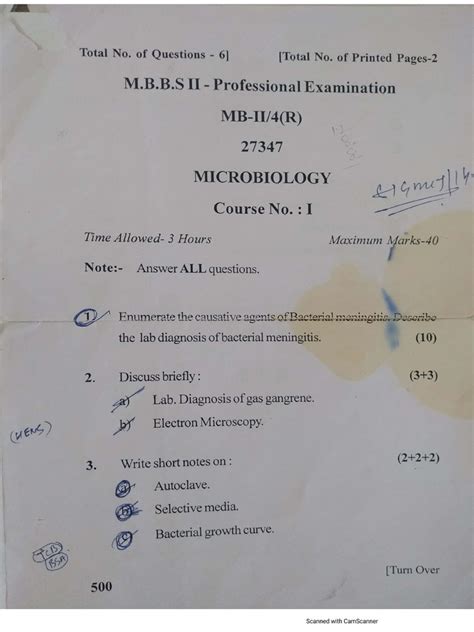 Total No. of Questions - 6] [Total No. of Printed Pages-2
M.B.B.S II - Professional Examination
MB-II/4(R)
27347
MICROBIOLOGY
Course No. : I
Time Allowed- 3 Hours Maximum Marks-40
Note:- Answer ALL questions.
1 Enumerate the causative agents of Bacterial meningitis, Describe
the lab diagnosis of bacterial meningitis. (10)
2. Discuss briefly : (3+3)
a) Lab. Diagnosis of gas gangrene.
b) Electron Microscopy.
3. Write short notes on : (2+2+2)
a) Autoclave.
b) Selective media.
c) Bacterial growth curve.
[Turn Over
500
Scanned with CamScanner